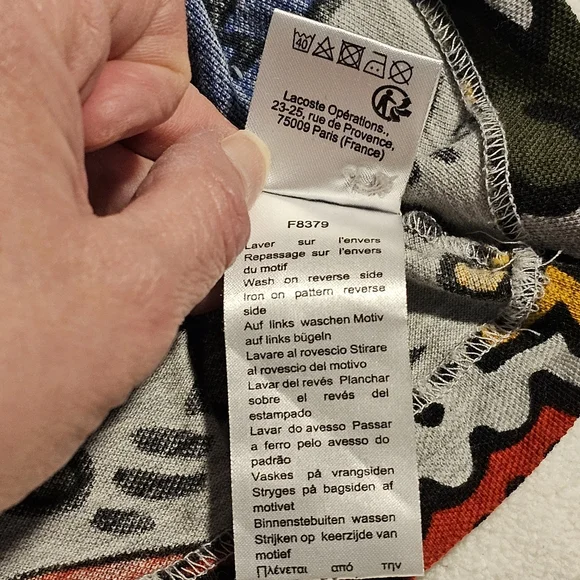 40
Lacoste Opérations.,
23-25, rue de Provence,
75009 Paris (France)
F8379
Laver sur l'envers
Repassage sur l'envers
du motif
Wash on reverse side
Iron on pattern reverse
side
Auf links waschen Motiv
auf links bügeln
Lavare al rovescio Stirare
al rovescio del motivo
Lavar del revés Planchar
sobre el revés del
estampado
Lavar do avesso Passar
a ferro pelo avesso do
padrão
Vaskes på vrangsiden
Stryges på bagsiden af
motivet
Binnenstebuiten wassen
Strijken op keerzijde van
motief
Πλένεται από την